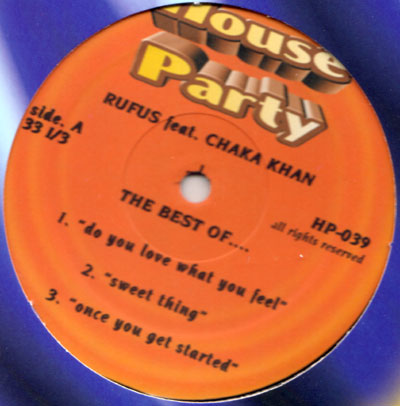 House
Party
RUFUS feat. CHAKA KHAN
side. A
33 1/3
THE BEST OF....
HP-039
all rights reserved
1. "do you love what you feel"
2. "sweet thing"
3. "once you get started"